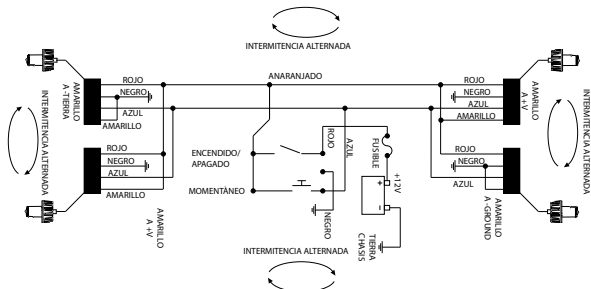 INTERMITENCIA ALTERNADA
ROJO
NEGRO
AZUL
AMARILLO
AMARILLO
A -TIERRA
ANARANJADO
ROJO
NEGRO
AZUL
AMARILLO
AMARILLO
A +V
INTERMITENCIA ALTERNADA
INTERMITENCIA ALTERNADA
ROJO
NEGRO
AZUL
AMARILLO
AMARILLO
A +V
ENCENDIDO/
APAGADO
MOMENTÀNEO
ROJO
AZUL
NEGRO
FUSIBLE
+12V
+
–
TIERRA
CHASIS
ROJO
NEGRO
AZUL
AMARILLO
A -GROUND
INTERMITENCIA ALTERNADA